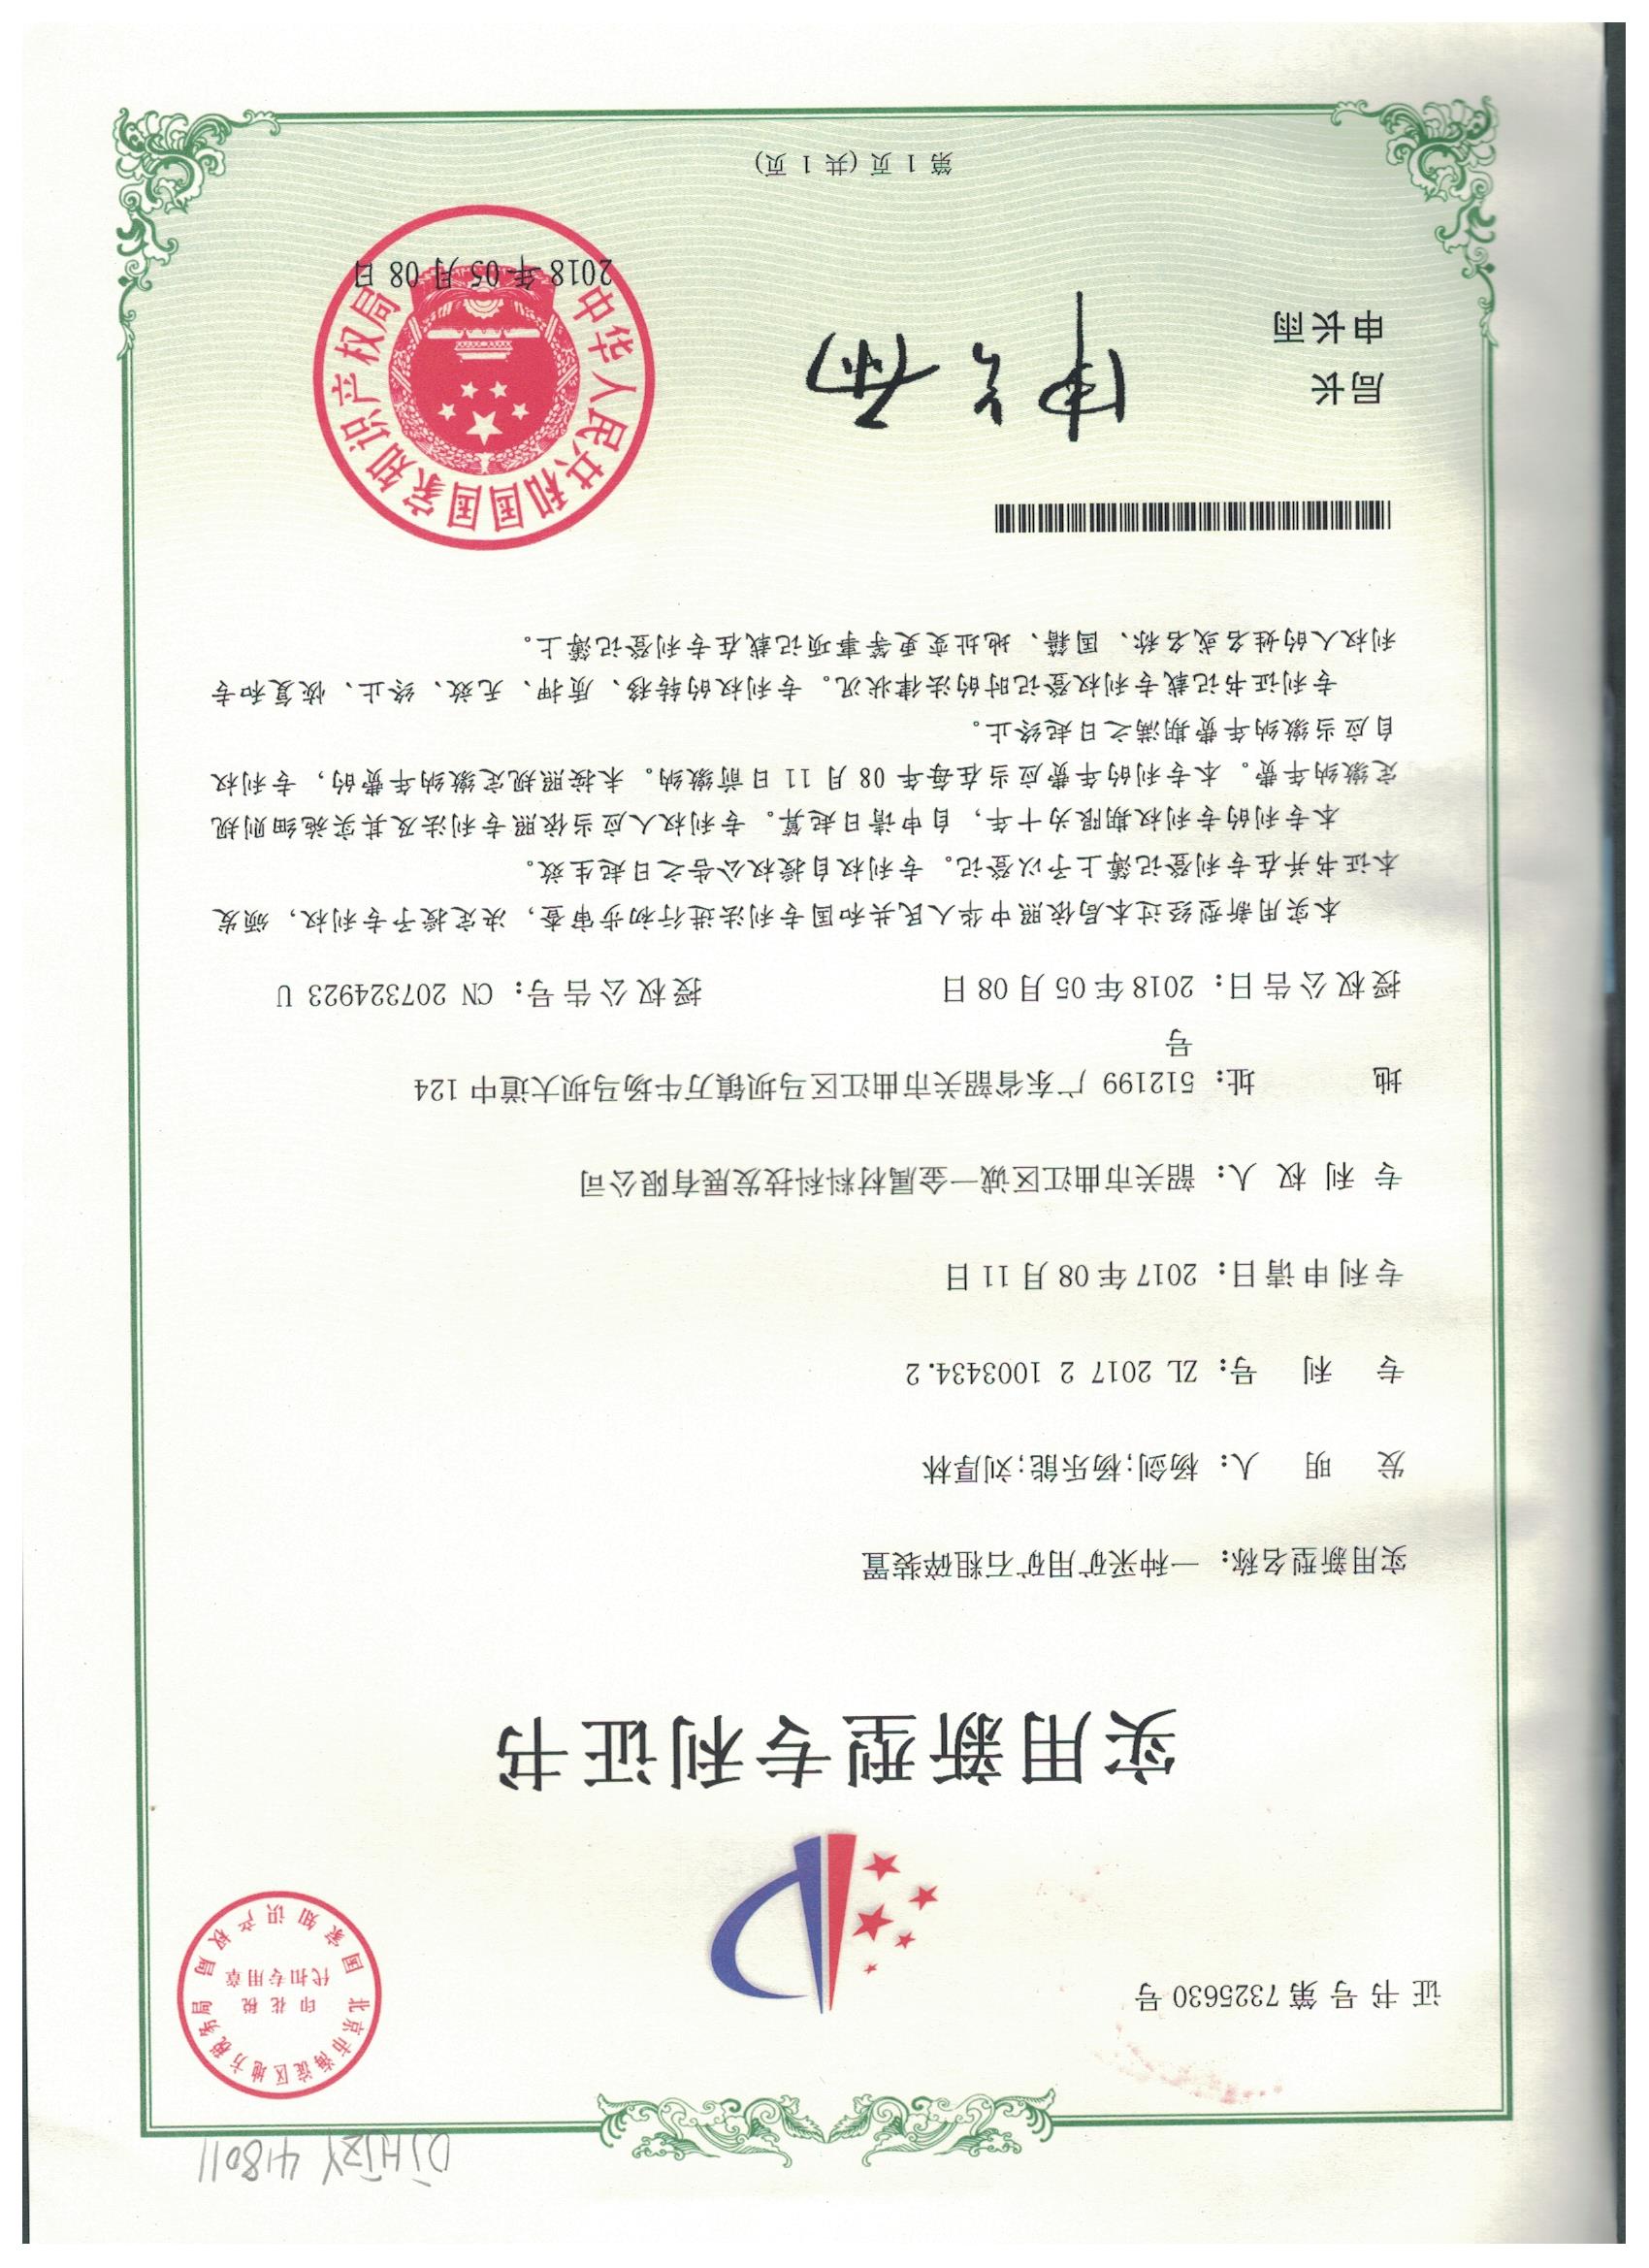 DJHJZY 418011
证书号第7325630号
北京市海淀区地方税务局
印花税
代扣专用章
国家知识产权局
实用新型专利证书
实用新型名称：一种采矿用矿石粗碎装置
发明人：杨剑;杨乐能;刘厚林
专利号：ZL 2017 2 1003434.2
专利申请日：2017年08月11日
专利权人：韶关市曲江区诚一金属材料科技发展有限公司
地址：512199 广东省韶关市曲江区马坝镇万牛场马坝大道中124
号
授权公告日：2018年05月08日 授权公告号：CN 207324923 U
本实用新型经过本局依照中华人民共和国专利法进行初步审查，决定授予专利权，颁发
本证书并在专利登记簿上予以登记。专利权自授权公告之日起生效。
本专利的专利权期限为十年，自申请日起算。专利权人应当依照专利法及其实施细则规
定缴纳年费。本专利的年费应当在每年08月11日前缴纳。未按照规定缴纳年费的，专利权
自应当缴纳年费期满之日起终止。
专利证书记载专利权登记时的法律状况。专利权的转移、质押、无效、终止、恢复和专
利权人的姓名或名称、国籍、地址变更等事项记载在专利登记簿上。
局长
申长雨
申长雨
中华人民共和国国家知识产权局
2018年05月08日
第1页(共1页)